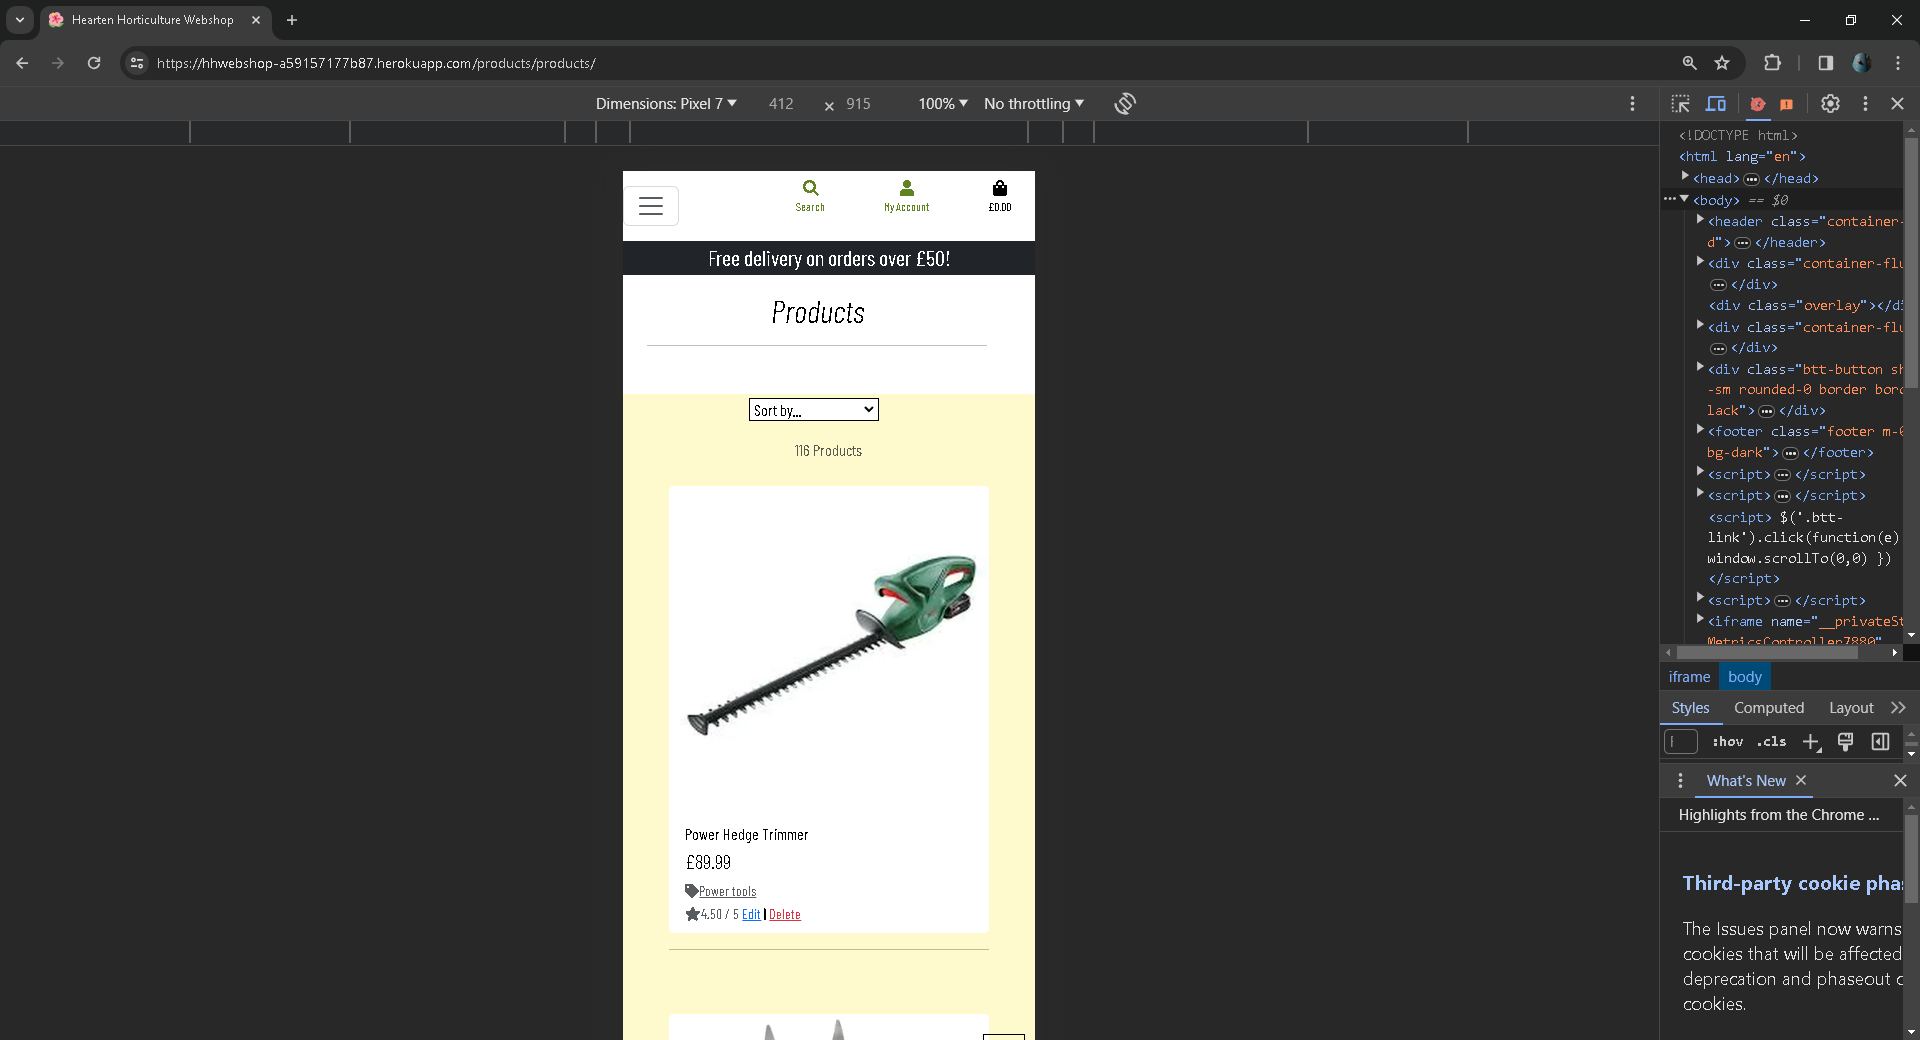 Hearten Horticulture Webshop
https://hhwebshop-a59157177b87.herokuapp.com/products/products/
Dimensions: Pixel 7 412 × 915 100% No throttling
Search
My Account
£0.00
Free delivery on orders over £50!
Products
Sort by...
116 Products
Power Hedge Trimmer
£89.99
Power tools
4.50 / 5 Edit | Delete
<!DOCTYPE html>
<html lang="en">
<head> ••• </head>
••• <body> == $0
<header class="container-
d"> ••• </header>
<div class="container-flu
••• </div>
<div class="overlay"></di
<div class="container-flu
••• </div>
<div class="btt-button sh
-sm rounded-0 border bord
lack"> ••• </div>
<footer class="footer m-0
bg-dark"> ••• </footer>
<script> ••• </script>
<script> ••• </script>
<script> $('.btt-
link').click(function(e)
window.scrollTo(0,0) })
</script>
<script> ••• </script>
<iframe name="__privateSt
MetricsController7880"
iframe body
Styles Computed Layout
:hov .cls
What's New
Highlights from the Chrome ...
Third-party cookie phas
The Issues panel now warns
cookies that will be affected
deprecation and phaseout o
cookies.